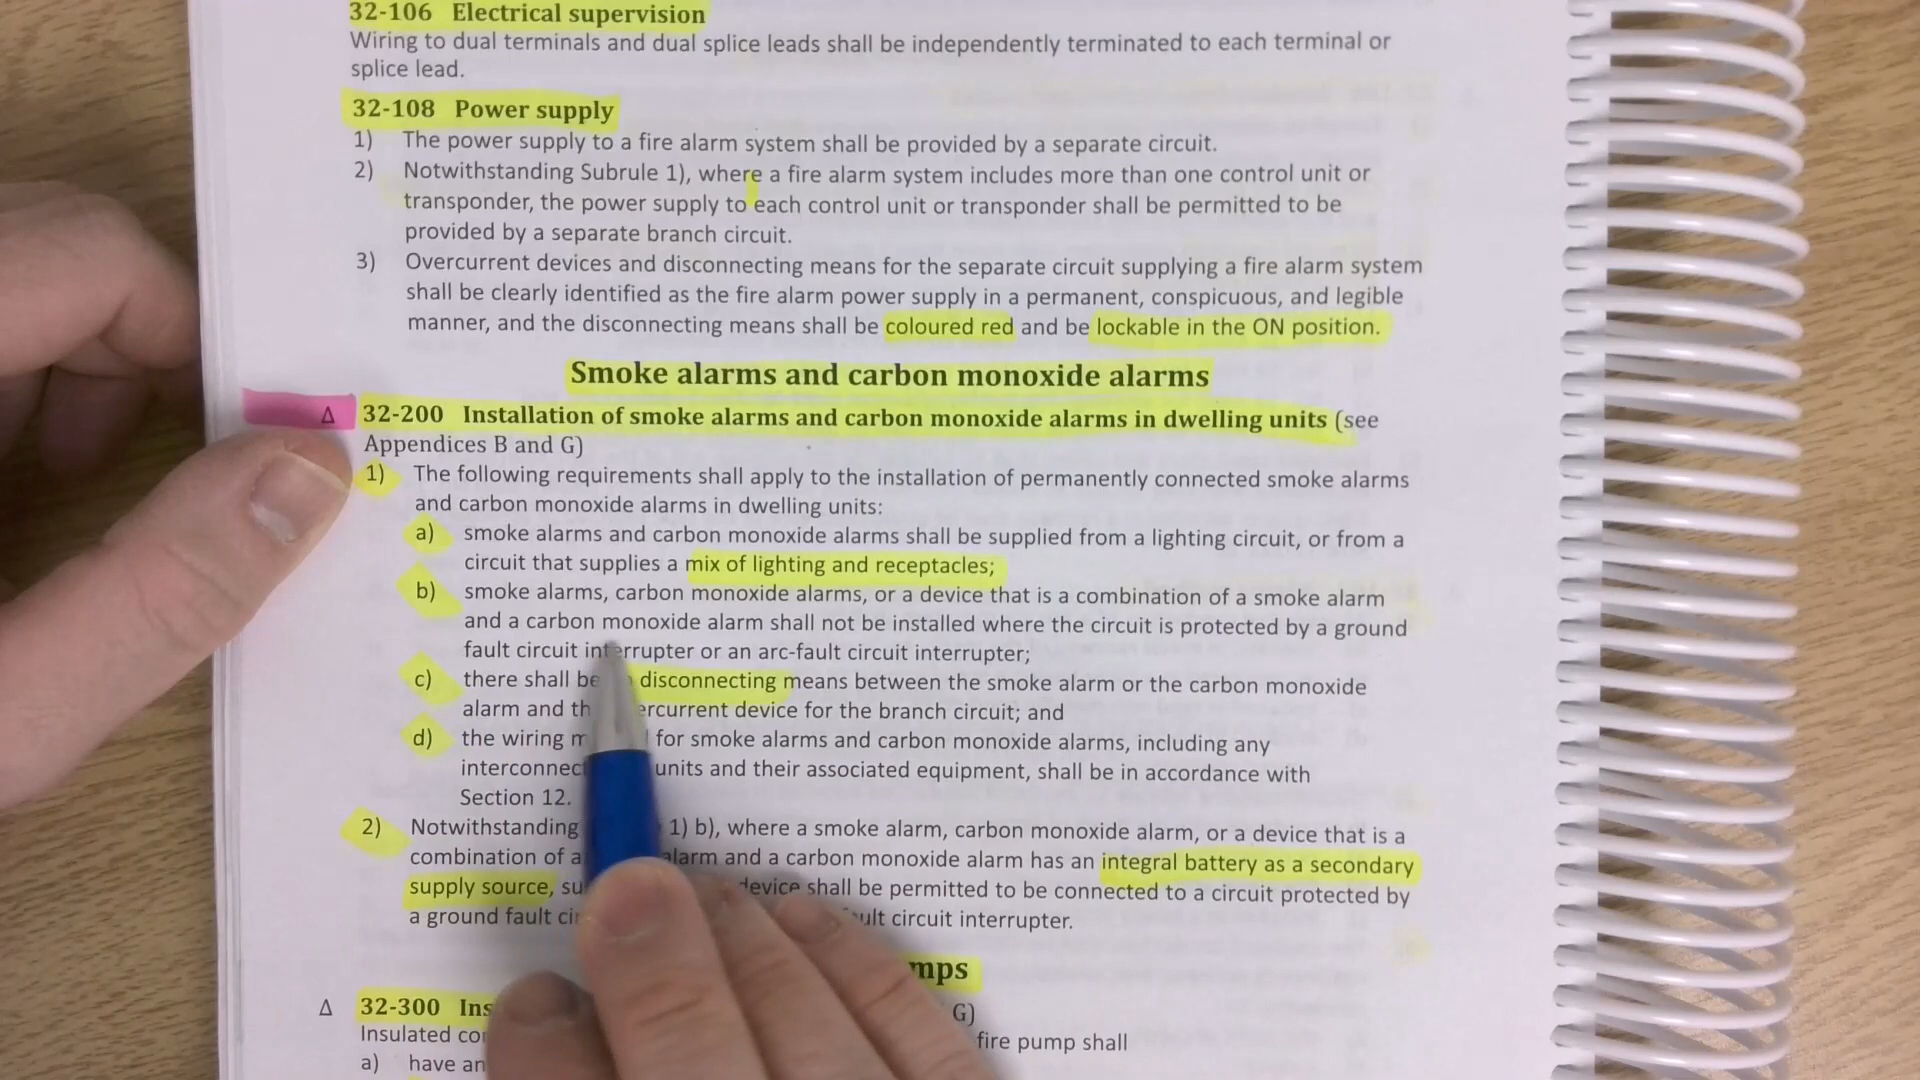 32-106 Electrical supervision
Wiring to dual terminals and dual splice leads shall be independently terminated to each terminal or
splice lead.
32-108 Power supply
1) The power supply to a fire alarm system shall be provided by a separate circuit.
2) Notwithstanding Subrule 1), where a fire alarm system includes more than one control unit or
transponder, the power supply to each control unit or transponder shall be permitted to be
provided by a separate branch circuit.
3) Overcurrent devices and disconnecting means for the separate circuit supplying a fire alarm system
shall be clearly identified as the fire alarm power supply in a permanent, conspicuous, and legible
manner, and the disconnecting means shall be coloured red and be lockable in the ON position.
Smoke alarms and carbon monoxide alarms
Δ 32-200 Installation of smoke alarms and carbon monoxide alarms in dwelling units (see
Appendices B and G)
1) The following requirements shall apply to the installation of permanently connected smoke alarms
and carbon monoxide alarms in dwelling units:
a) smoke alarms and carbon monoxide alarms shall be supplied from a lighting circuit, or from a
circuit that supplies a mix of lighting and receptacles;
b) smoke alarms, carbon monoxide alarms, or a device that is a combination of a smoke alarm
and a carbon monoxide alarm shall not be installed where the circuit is protected by a ground
fault circuit interrupter or an arc-fault circuit interrupter;
c) there shall be disconnecting means between the smoke alarm or the carbon monoxide
alarm and device for the branch circuit; and
d) the wiring for smoke alarms and carbon monoxide alarms, including any
units and their associated equipment, shall be in accordance with
Section 12.
2) Notwithstanding 1) b), where a smoke alarm, carbon monoxide alarm, or a device that is a
combination of a alarm and a carbon monoxide alarm has an integral battery as a secondary
supply source, device shall be permitted to be connected to a circuit protected by
a ground fault circuit interrupter.
Δ 32-300 G)
Insulated fire pump shall
a) have an